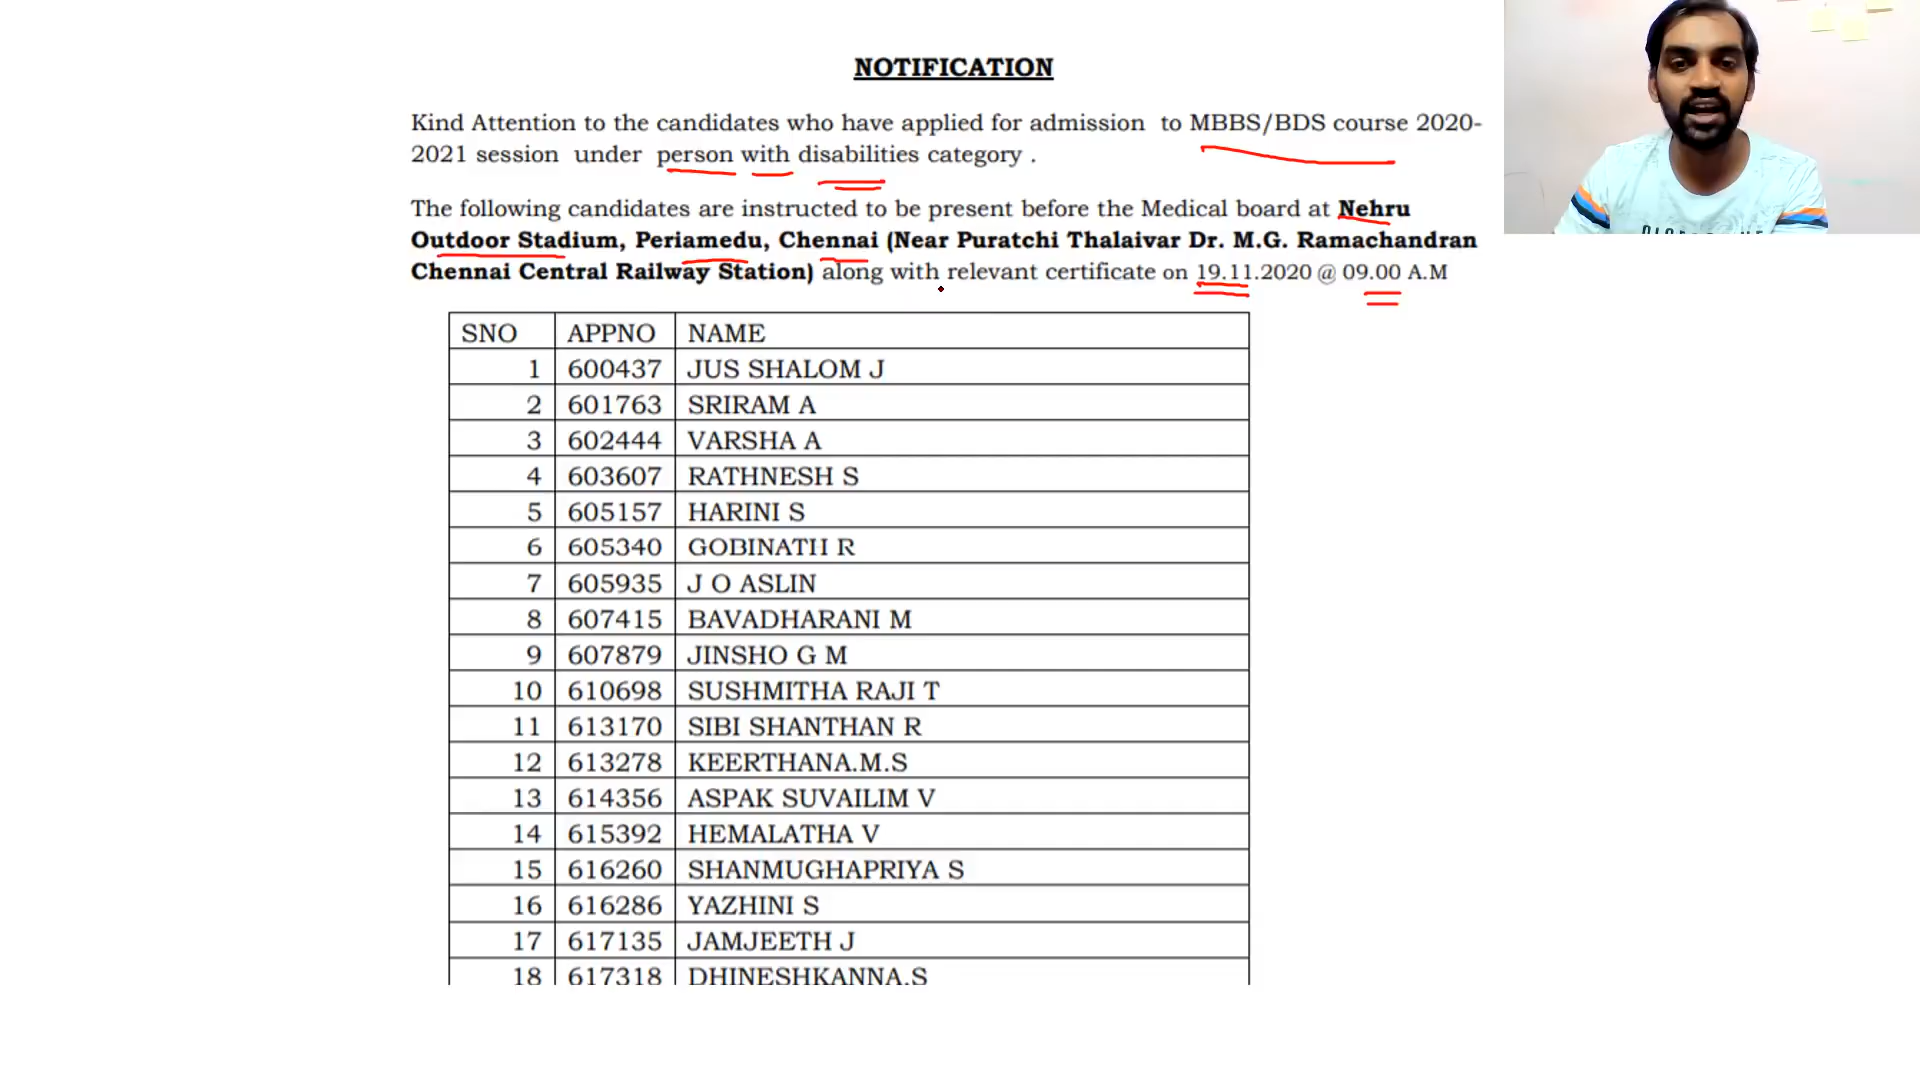 NOTIFICATION
Kind Attention to the candidates who have applied for admission to MBBS/BDS course 2020-
2021 session under person with disabilities category .
The following candidates are instructed to be present before the Medical board at Nehru
Outdoor Stadium, Periamedu, Chennai (Near Puratchi Thalaivar Dr. M.G. Ramachandran
Chennai Central Railway Station) along with relevant certificate on 19.11.2020 @ 09.00 A.M
SNO APPNO NAME
1 600437 JUS SHALOM J
2 601763 SRIRAM A
3 602444 VARSHA A
4 603607 RATHNESH S
5 605157 HARINI S
6 605340 GOBINATH R
7 605935 J O ASLIN
8 607415 BAVADHARANI M
9 607879 JINSHO G M
10 610698 SUSHMITHA RAJI T
11 613170 SIBI SHANTHAN R
12 613278 KEERTHANA.M.S
13 614356 ASPAK SUVAILIM V
14 615392 HEMALATHA V
15 616260 SHANMUGHAPRIYA S
16 616286 YAZHINI S
17 617135 JAMJEETH J
18 617318 DHINESHKANNA.S